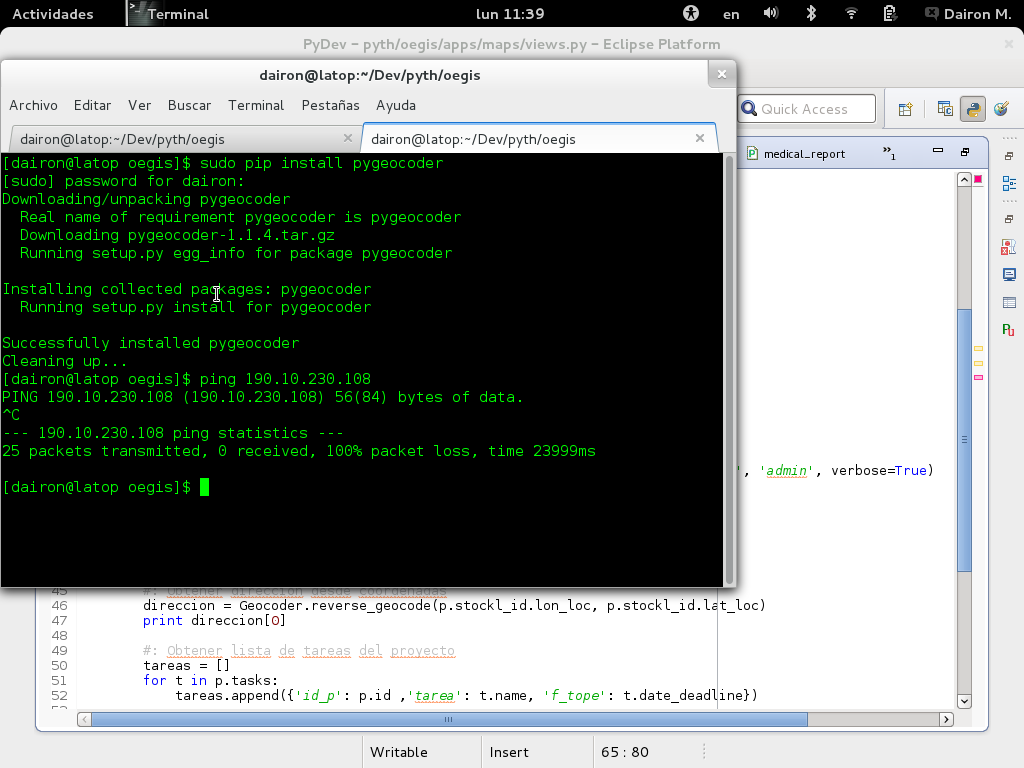 Actividades Terminal lun 11:39 en Dairon M.
PyDev – pyth/oegis/apps/maps/views.py – Eclipse Platform
dairon@latop:~/Dev/pyth/oegis
Archivo Editar Ver Buscar Terminal Pestañas Ayuda
Quick Access
dairon@latop:~/Dev/pyth/oegis dairon@latop:~/Dev/pyth/oegis
medical_report »1
[dairon@latop oegis]$ sudo pip install pygeocoder
[sudo] password for dairon:
Downloading/unpacking pygeocoder
Real name of requirement pygeocoder is pygeocoder
Downloading pygeocoder-1.1.4.tar.gz
Running setup.py egg_info for package pygeocoder
Installing collected packages: pygeocoder
Running setup.py install for pygeocoder
Successfully installed pygeocoder
Cleaning up...
[dairon@latop oegis]$ ping 190.10.230.108
PING 190.10.230.108 (190.10.230.108) 56(84) bytes of data.
^C
--- 190.10.230.108 ping statistics ---
25 packets transmitted, 0 received, 100% packet loss, time 23999ms
[dairon@latop oegis]$
', 'admin', verbose=True)
45 #: Obtener direccion desde coordenadas
46 direccion = Geocoder.reverse_geocode(p.stockl_id.lon_loc, p.stockl_id.lat_loc)
47 print direccion[0]
48
49 #: Obtener lista de tareas del proyecto
50 tareas = []
51 for t in p.tasks:
52 tareas.append({'id_p': p.id ,'tarea': t.name, 'f_tope': t.date_deadline})
Writable Insert 65 : 80